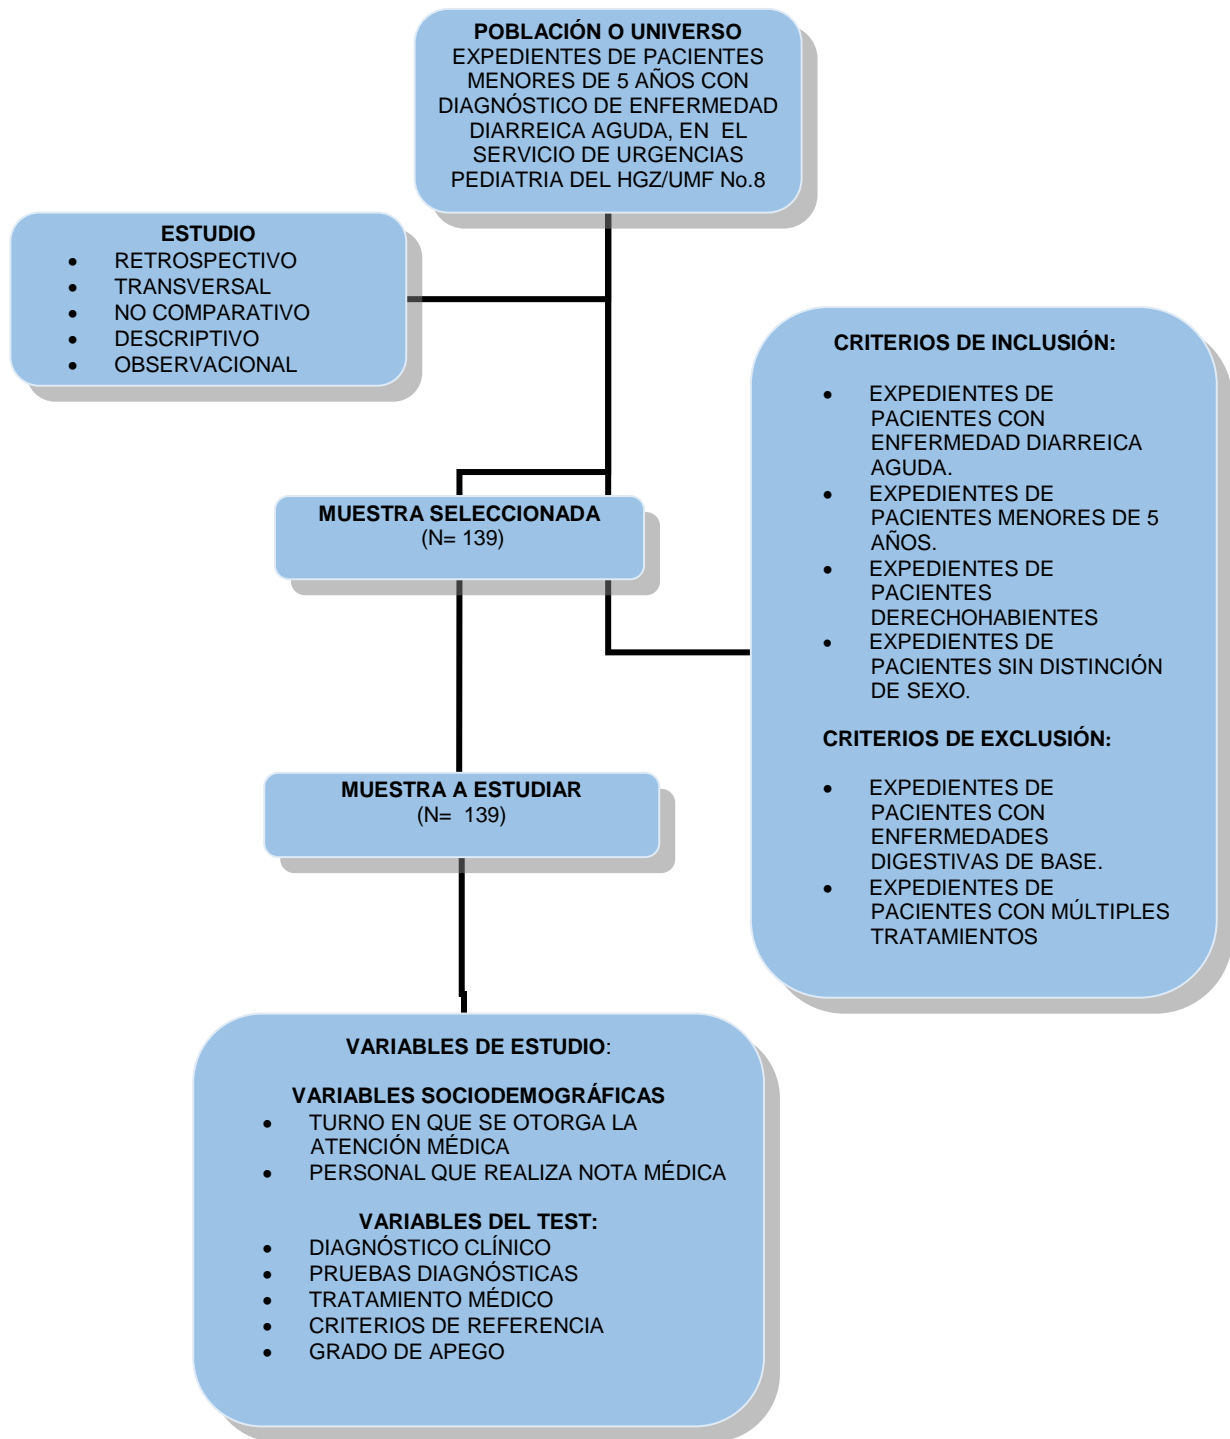 POBLACIÓN O UNIVERSO
EXPEDIENTES DE PACIENTES
MENORES DE 5 AÑOS CON
DIAGNÓSTICO DE ENFERMEDAD
DIARREICA AGUDA, EN EL
SERVICIO DE URGENCIAS
PEDIATRIA DEL HGZ/UMF No.8
ESTUDIO
• RETROSPECTIVO
• TRANSVERSAL
• NO COMPARATIVO
• DESCRIPTIVO
• OBSERVACIONAL
CRITERIOS DE INCLUSIÓN:
• EXPEDIENTES DE
PACIENTES CON
ENFERMEDAD DIARREICA
AGUDA.
• EXPEDIENTES DE
PACIENTES MENORES DE 5
AÑOS.
• EXPEDIENTES DE
PACIENTES
DERECHOHABIENTES
• EXPEDIENTES DE
PACIENTES SIN DISTINCIÓN
DE SEXO.
CRITERIOS DE EXCLUSIÓN:
• EXPEDIENTES DE
PACIENTES CON
ENFERMEDADES
DIGESTIVAS DE BASE.
• EXPEDIENTES DE
PACIENTES CON MÚLTIPLES
TRATAMIENTOS
MUESTRA SELECCIONADA
(N= 139)
MUESTRA A ESTUDIAR
(N= 139)
VARIABLES DE ESTUDIO:
VARIABLES SOCIODEMOGRÁFICAS
• TURNO EN QUE SE OTORGA LA
ATENCIÓN MÉDICA
• PERSONAL QUE REALIZA NOTA MÉDICA
VARIABLES DEL TEST:
• DIAGNÓSTICO CLÍNICO
• PRUEBAS DIAGNÓSTICAS
• TRATAMIENTO MÉDICO
• CRITERIOS DE REFERENCIA
• GRADO DE APEGO